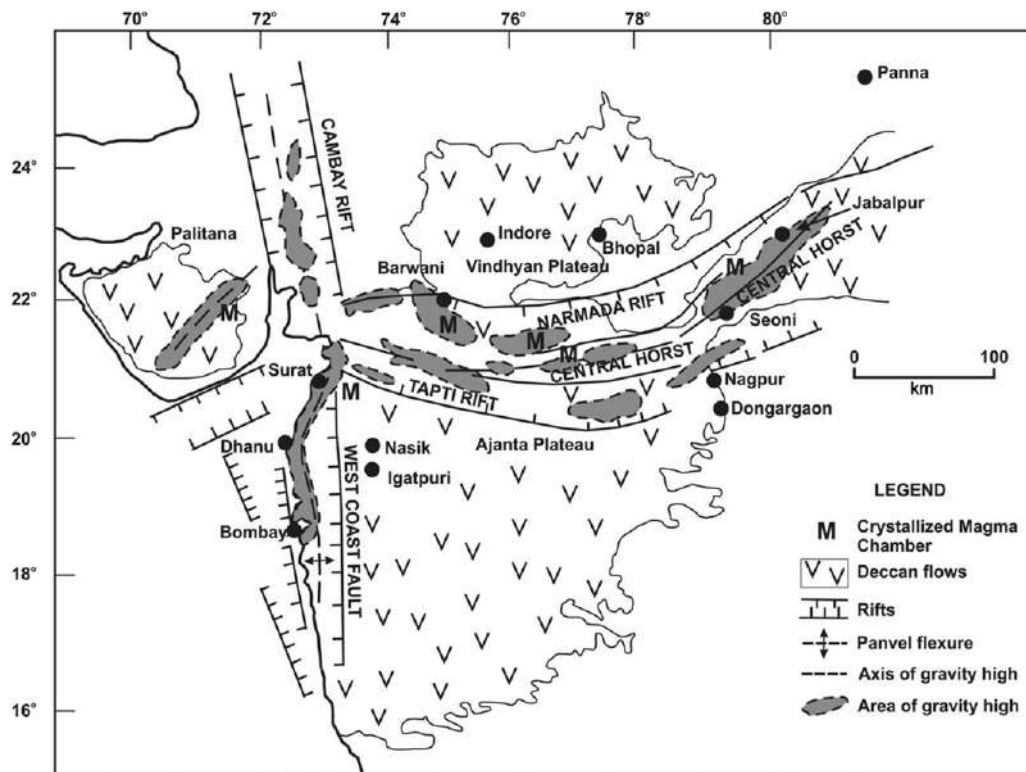 70°
72°
74°
76°
78°
80°
24°
22°
20°
18°
16°
Panna
CAMBAY RIFT
Palitana
Indore
Bhopal
Jabalpur
Barwani
Vindhyan Plateau
M
M
M
M
M
NARMADA RIFT
CENTRAL HORST
Seoni
Surat
M
CENTRAL HORST
TAPTI RIFT
Nagpur
Dongargaon
0 100
km
Dhanu
Nasik
Ajanta Plateau
Igatpuri
WEST COAST FAULT
Bombay
LEGEND
M Crystallized Magma
Chamber
Deccan flows
Rifts
Panvel flexure
Axis of gravity high
Area of gravity high